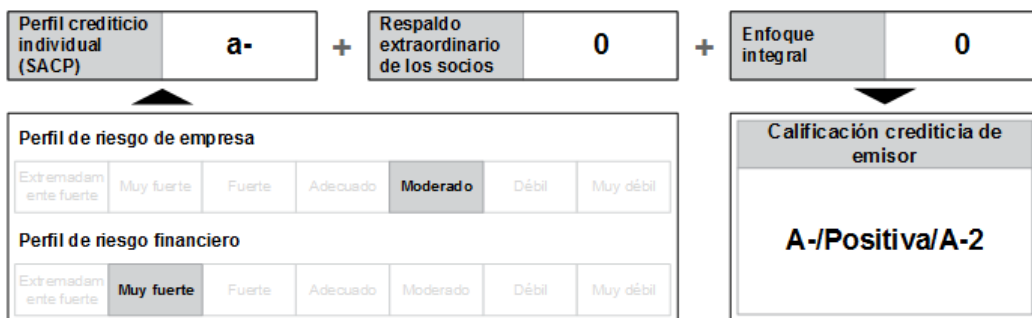 Perfil crediticio
individual
(SACP)
a-
+
Respaldo
extraordinario
de los socios
0
+
Enfoque
integral
0
Perfil de riesgo de empresa
Extremadam
ente fuerte
Muy fuerte
Fuerte
Adecuado
Moderado
Débil
Muy débil
Perfil de riesgo financiero
Extremadam
ente fuerte
Muy fuerte
Fuerte
Adecuado
Moderado
Débil
Muy débil
Calificación crediticia de
emisor
A-/Positiva/A-2